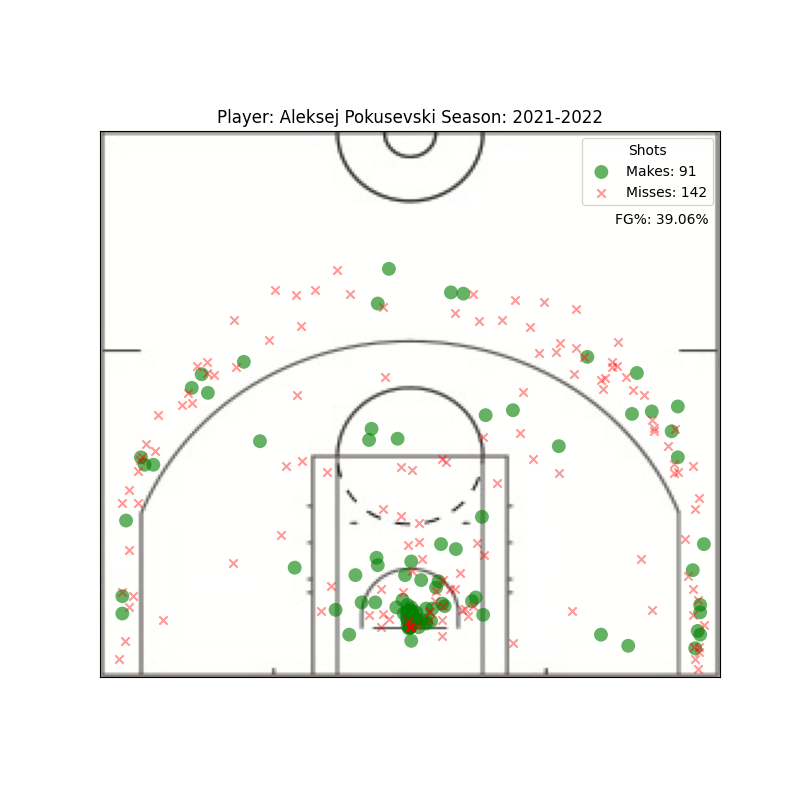 Player: Aleksej Pokusevski Season: 2021-2022
Shots
Makes: 91
Misses: 142
FG%: 39.06%